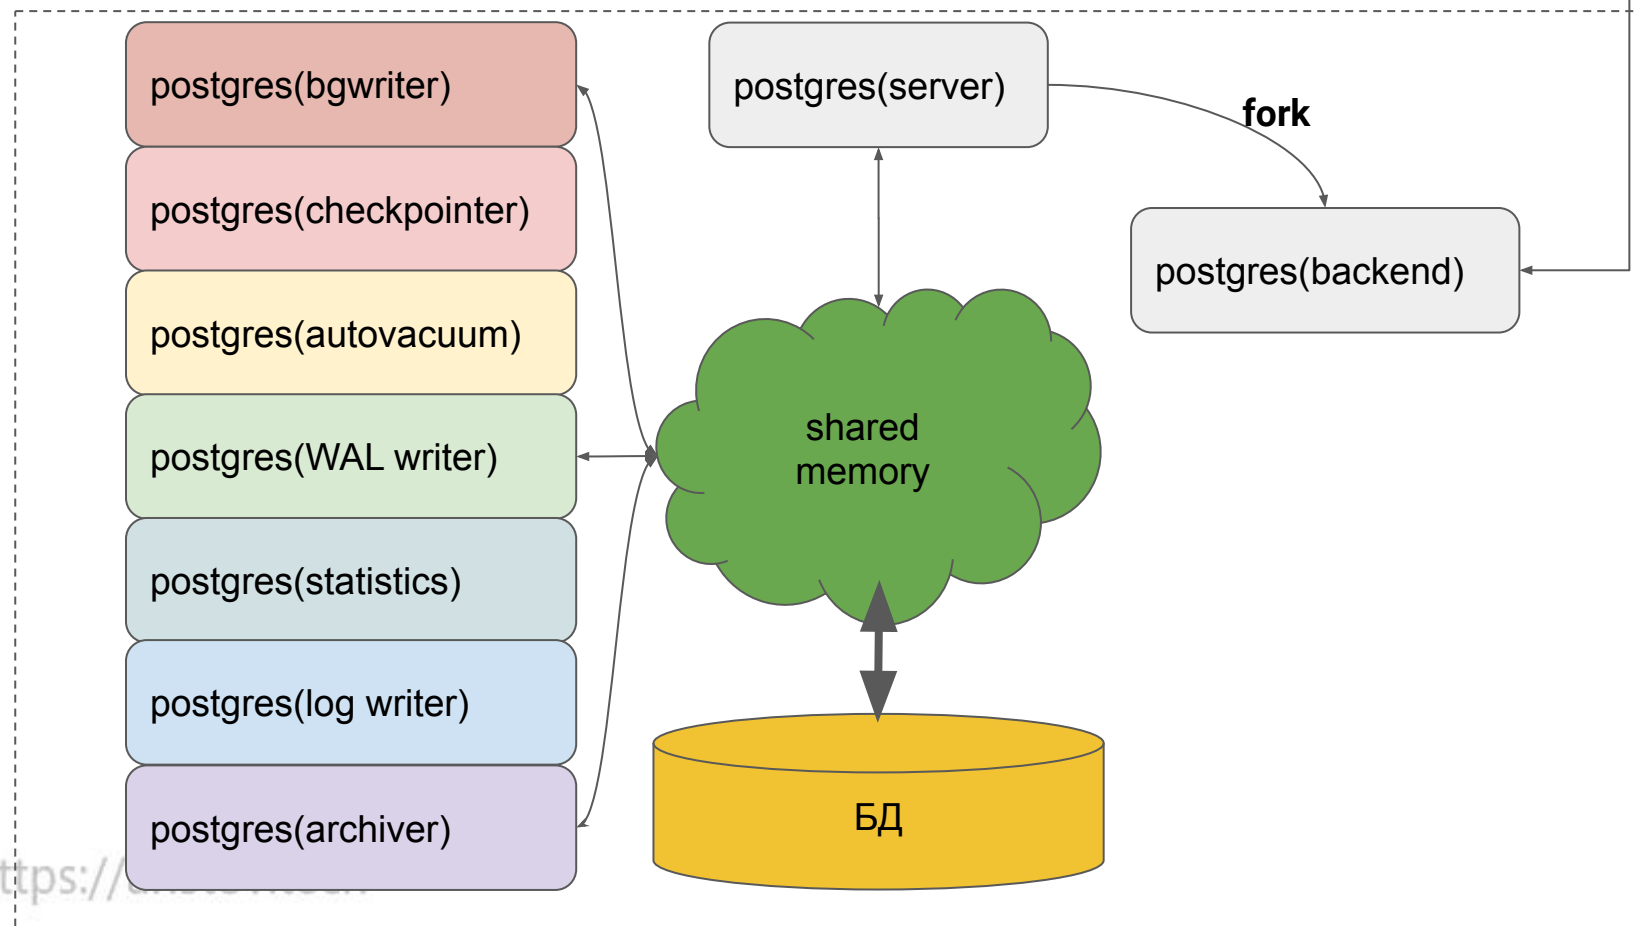 postgres(bgwriter)
postgres(checkpointer)
postgres(autovacuum)
postgres(WAL writer)
postgres(statistics)
postgres(log writer)
postgres(archiver)
postgres(server)
fork
postgres(backend)
shared
memory
БД
ttps://